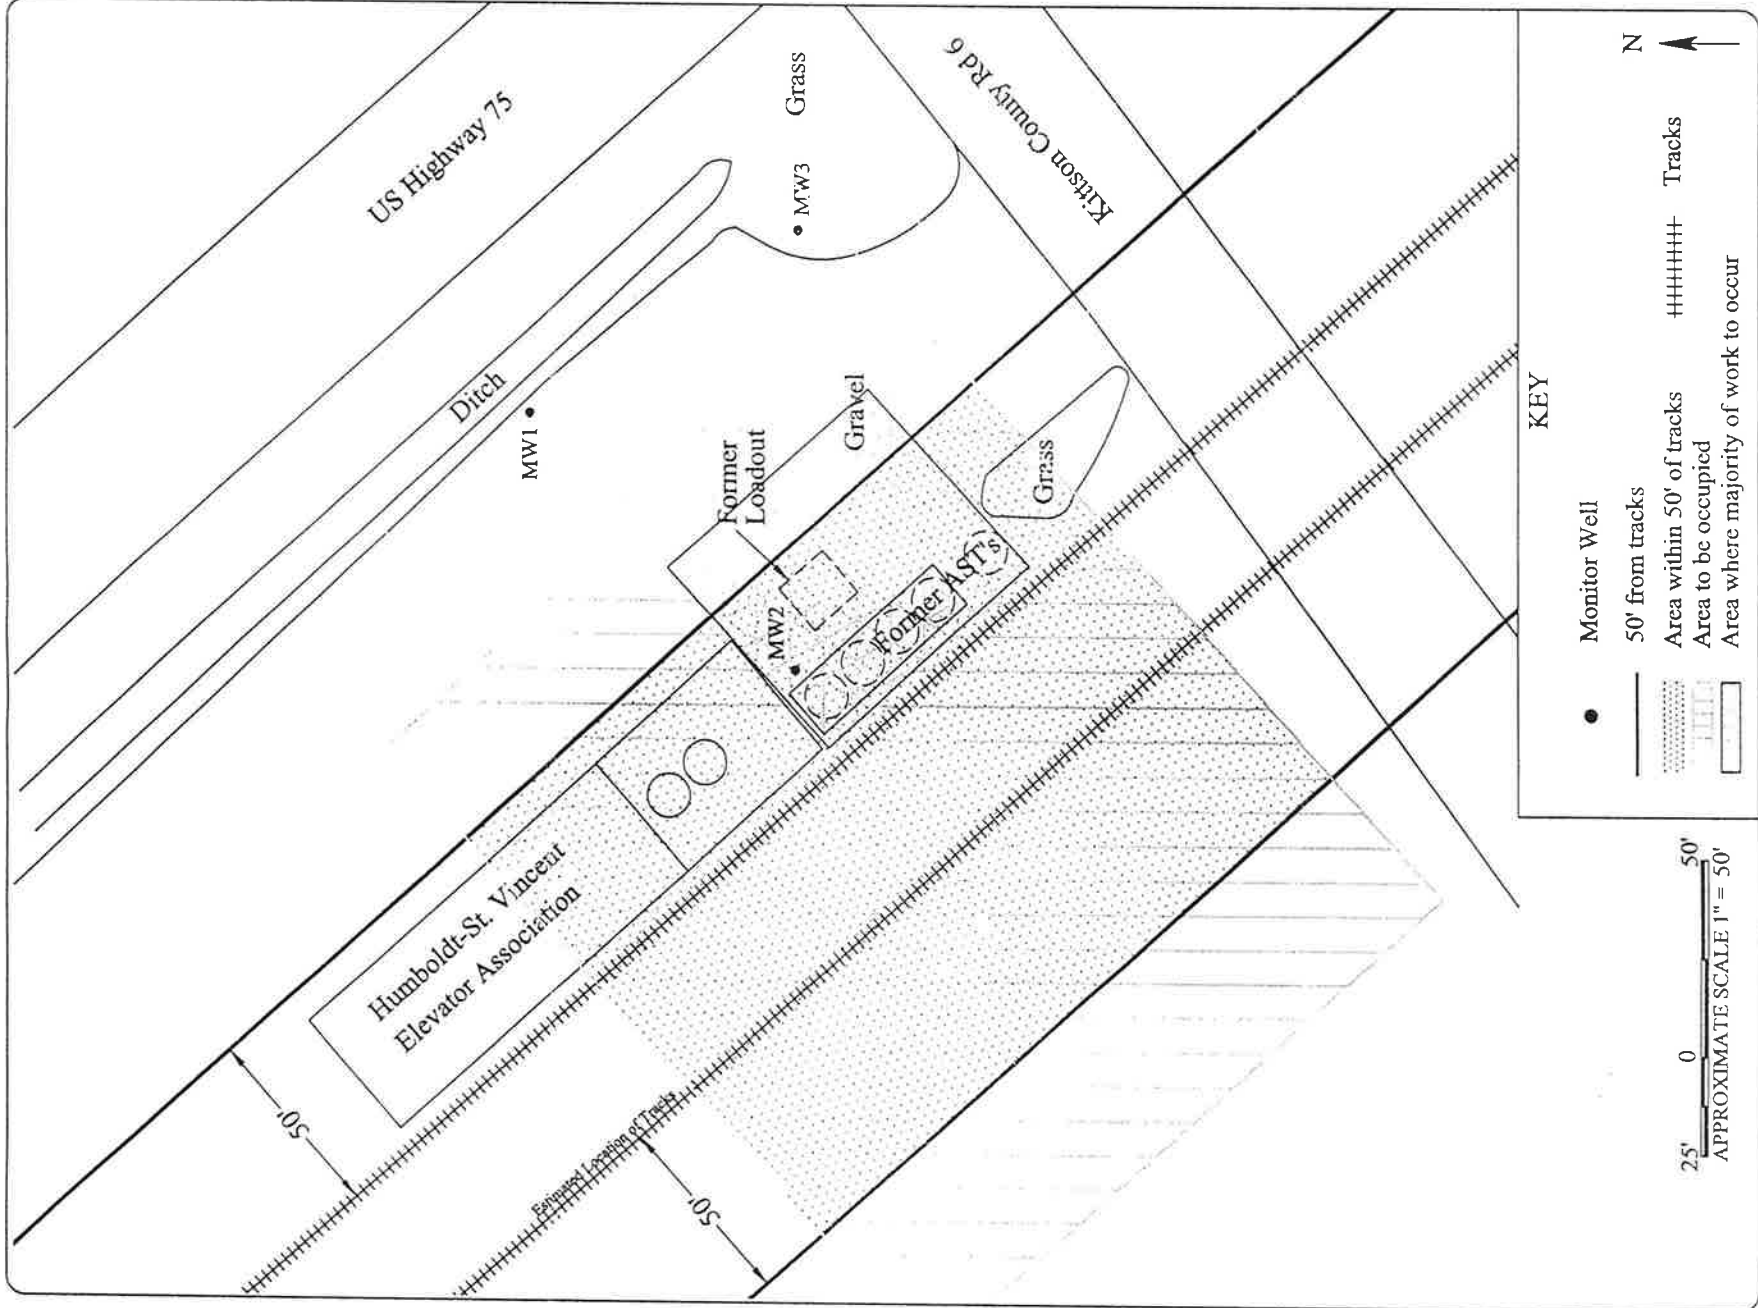 US Highway 75
Grass
Kittson County Rd 6
MW3
Ditch
MW1
Former
Loadout
Gravel
Grass
MW2
Former AST's
Humboldt-St. Vincent
Elevator Association
50'
Estimated Location of Tracks
50'
KEY
N
Monitor Well
50' from tracks
Area within 50' of tracks
Tracks
Area to be occupied
Area where majority of work to occur
25' 0 50'
APPROXIMATE SCALE 1" = 50'